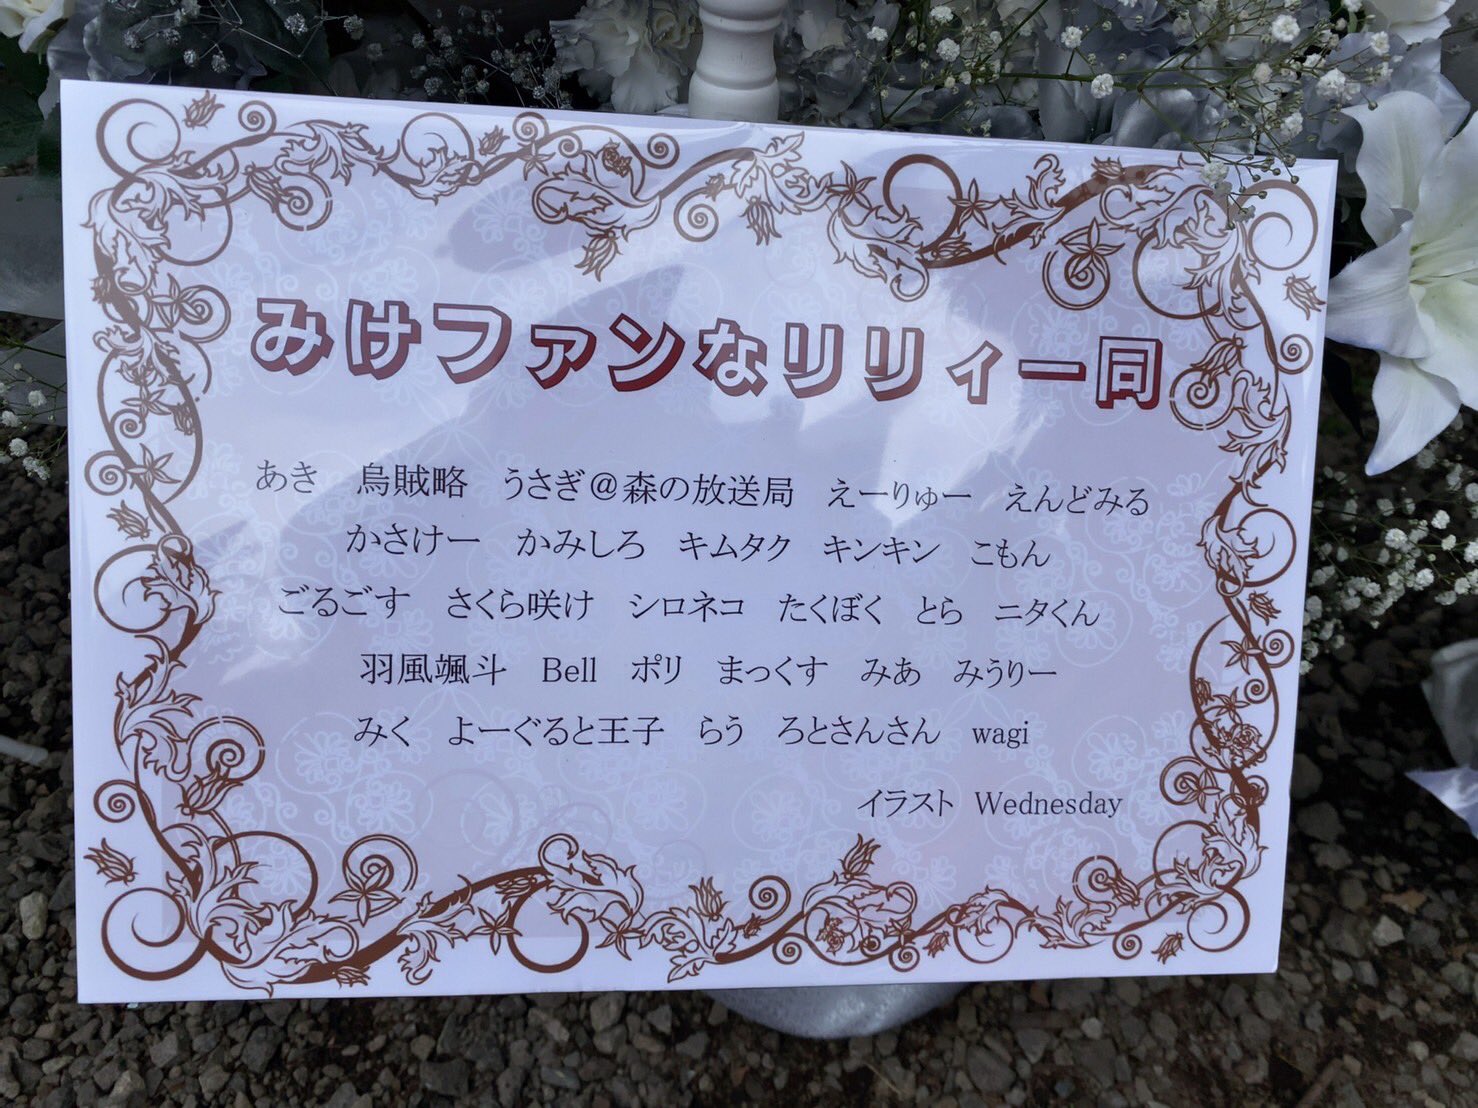 みけファンなリリィ一同
あき　烏賊略　うさぎ@森の放送局　えーりゅー　えんどみる
かさけー　かみしろ　キムタク　キンキン　こもん
ごるごす　さくら咲け　シロネコ　たくぼく　とら　ニタくん
羽風颯斗　Bell　ポリ　まっくす　みあ　みうりー
みく　よーぐると王子　らう　ろとさんさん　wagi
イラスト　Wednesday